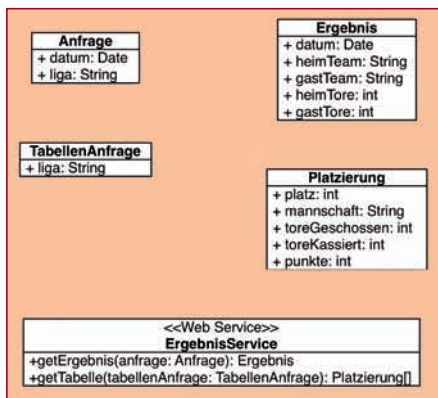 Anfrage
+ datum: Date
+ liga: String
Ergebnis
+ datum: Date
+ heimTeam: String
+ gastTeam: String
+ heimTore: int
+ gastTore: int
TabellenAnfrage
+ liga: String
Platzierung
+ platz: int
+ mannschaft: String
+ toreGeschossen: int
+ toreKassiert: int
+ punkte: int
<<Web Service>>
ErgebnisService
+getErgebnis(anfrage: Anfrage): Ergebnis
+getTabelle(tabellenAnfrage: TabellenAnfrage): Platzierung[]